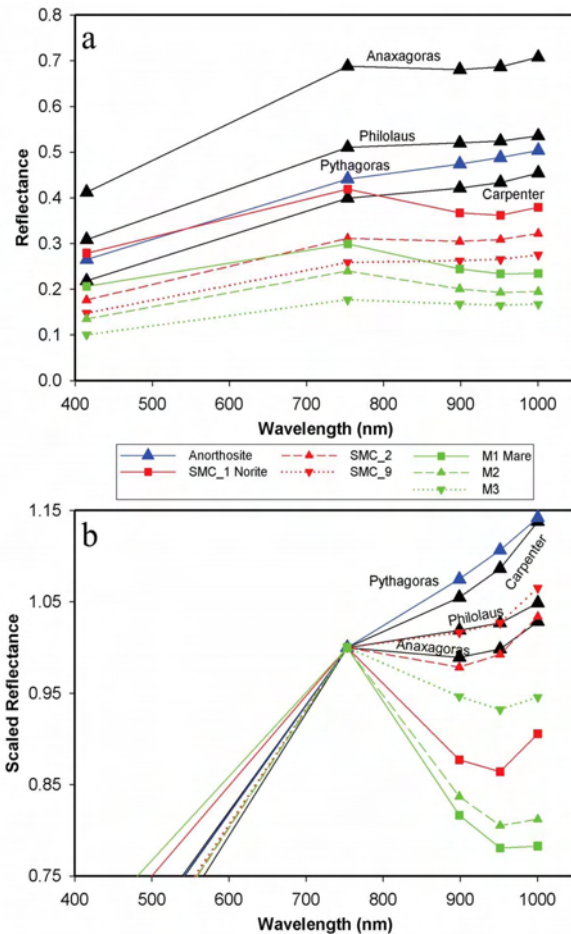 a
0.8
0.7
0.6
0.5
0.4
0.3
0.2
0.1
0.0
Reflectance
Anaxagoras
Philolaus
Pythagoras
Carpenter
400 500 600 700 800 900 1000
Wavelength (nm)
Anorthosite SMC_2 M1 Mare
SMC_1 Norite SMC_9 M2
M3
b
1.15
1.05
0.95
0.85
0.75
Scaled Reflectance
Pythagoras
Carpenter
Philolaus
Anaxagoras
400 500 600 700 800 900 1000
Wavelength (nm)